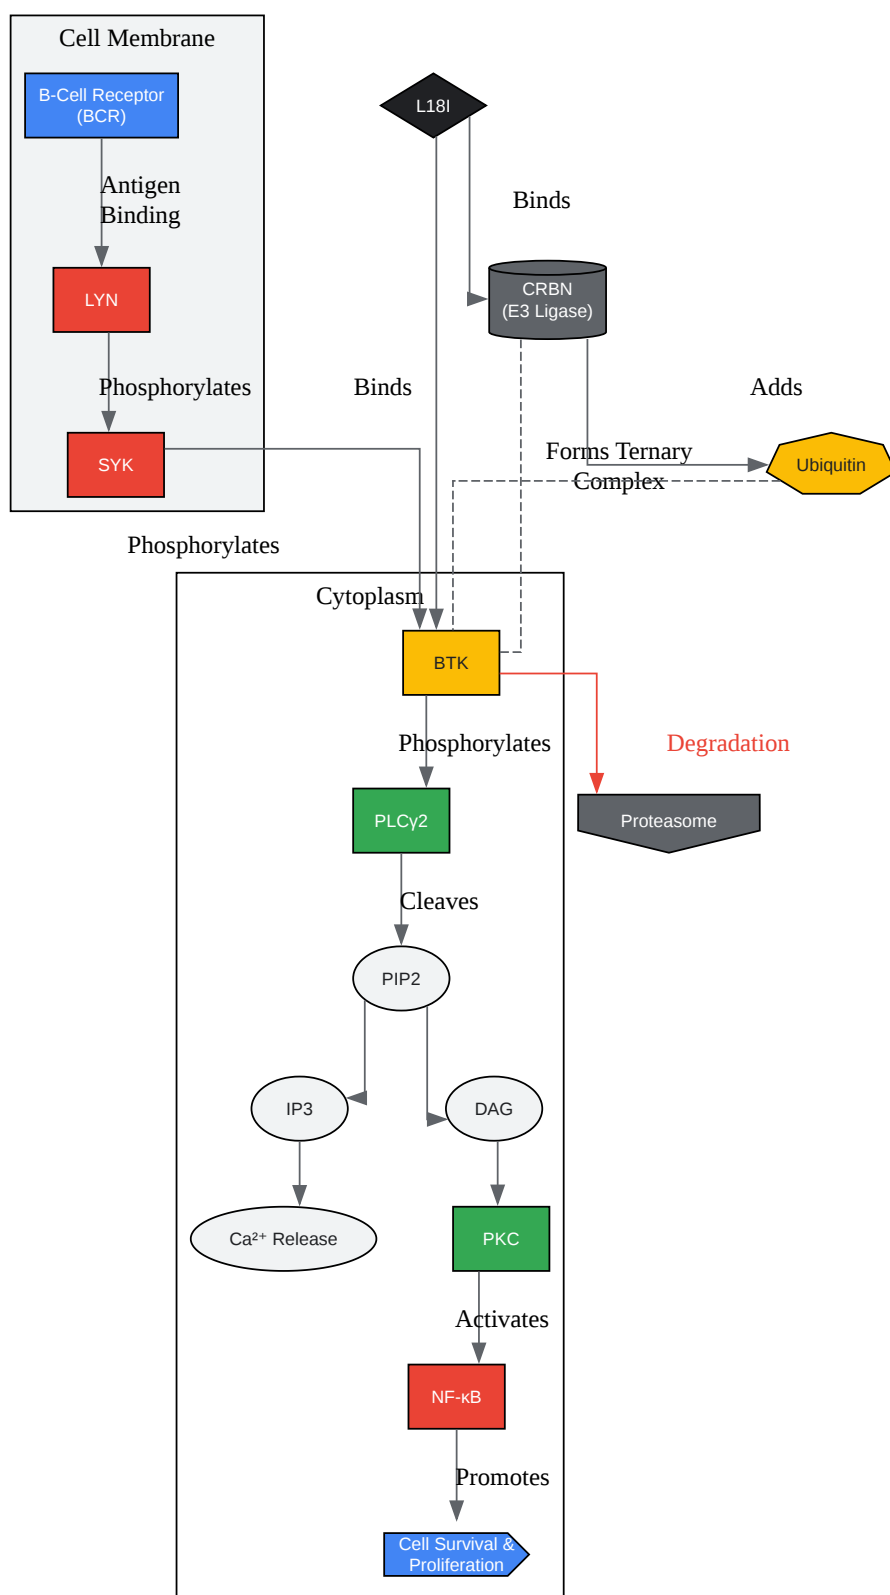 Cell Membrane
B-Cell Receptor
(BCR)
L18I
Antigen
Binding
Binds
LYN
CRBN
(E3 Ligase)
Phosphorylates
Binds
Adds
SYK
Forms Ternary
Complex
Ubiquitin
Phosphorylates
Cytoplasm
BTK
Phosphorylates
Degradation
PLCγ2
Proteasome
Cleaves
PIP2
IP3
DAG
Ca²⁺ Release
PKC
Activates
NF-κB
Promotes
Cell Survival &
Proliferation